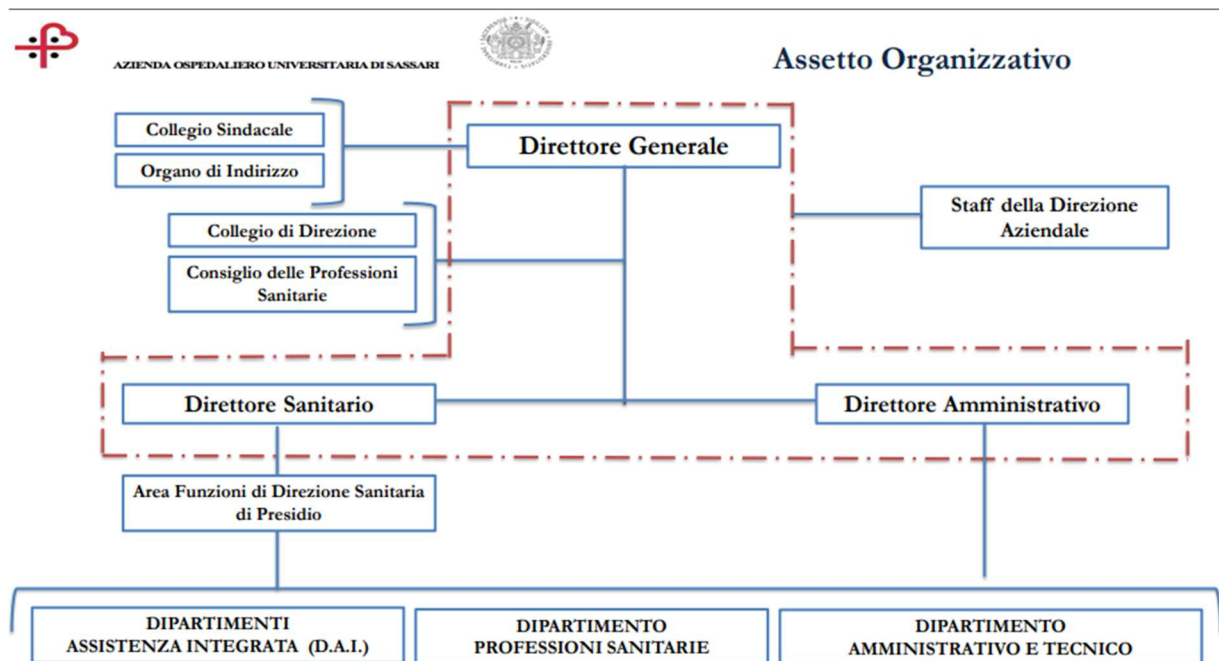 AZIENDA OSPEDALIERO UNIVERSITARIA DI SASSARI
Assetto Organizzativo
Collegio Sindacale
Organo di Indirizzo
Direttore Generale
Collegio di Direzione
Consiglio delle Professioni
Sanitarie
Staff della Direzione
Aziendale
Direttore Sanitario
Direttore Amministrativo
Area Funzioni di Direzione Sanitaria
di Presidio
DIPARTIMENTI
ASSISTENZA INTEGRATA (D.A.I.)
DIPARTIMENTO
PROFESSIONI SANITARIE
DIPARTIMENTO
AMMINISTRATIVO E TECNICO